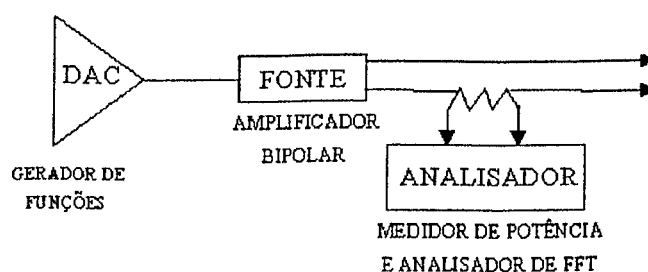 DAC
FONTE
AMPLIFICADOR
BIPOLAR
GERADOR DE
FUNÇÕES
ANALISADOR
MEDIDOR DE POTÊNCIA
E ANALISADOR DE FFT